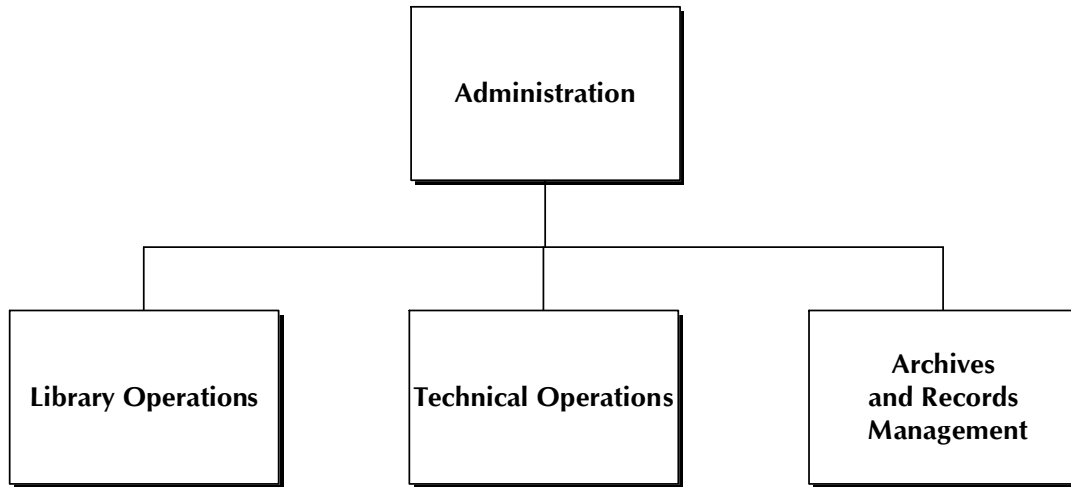 Administration
Library Operations
Technical Operations
Archives
and Records
Management